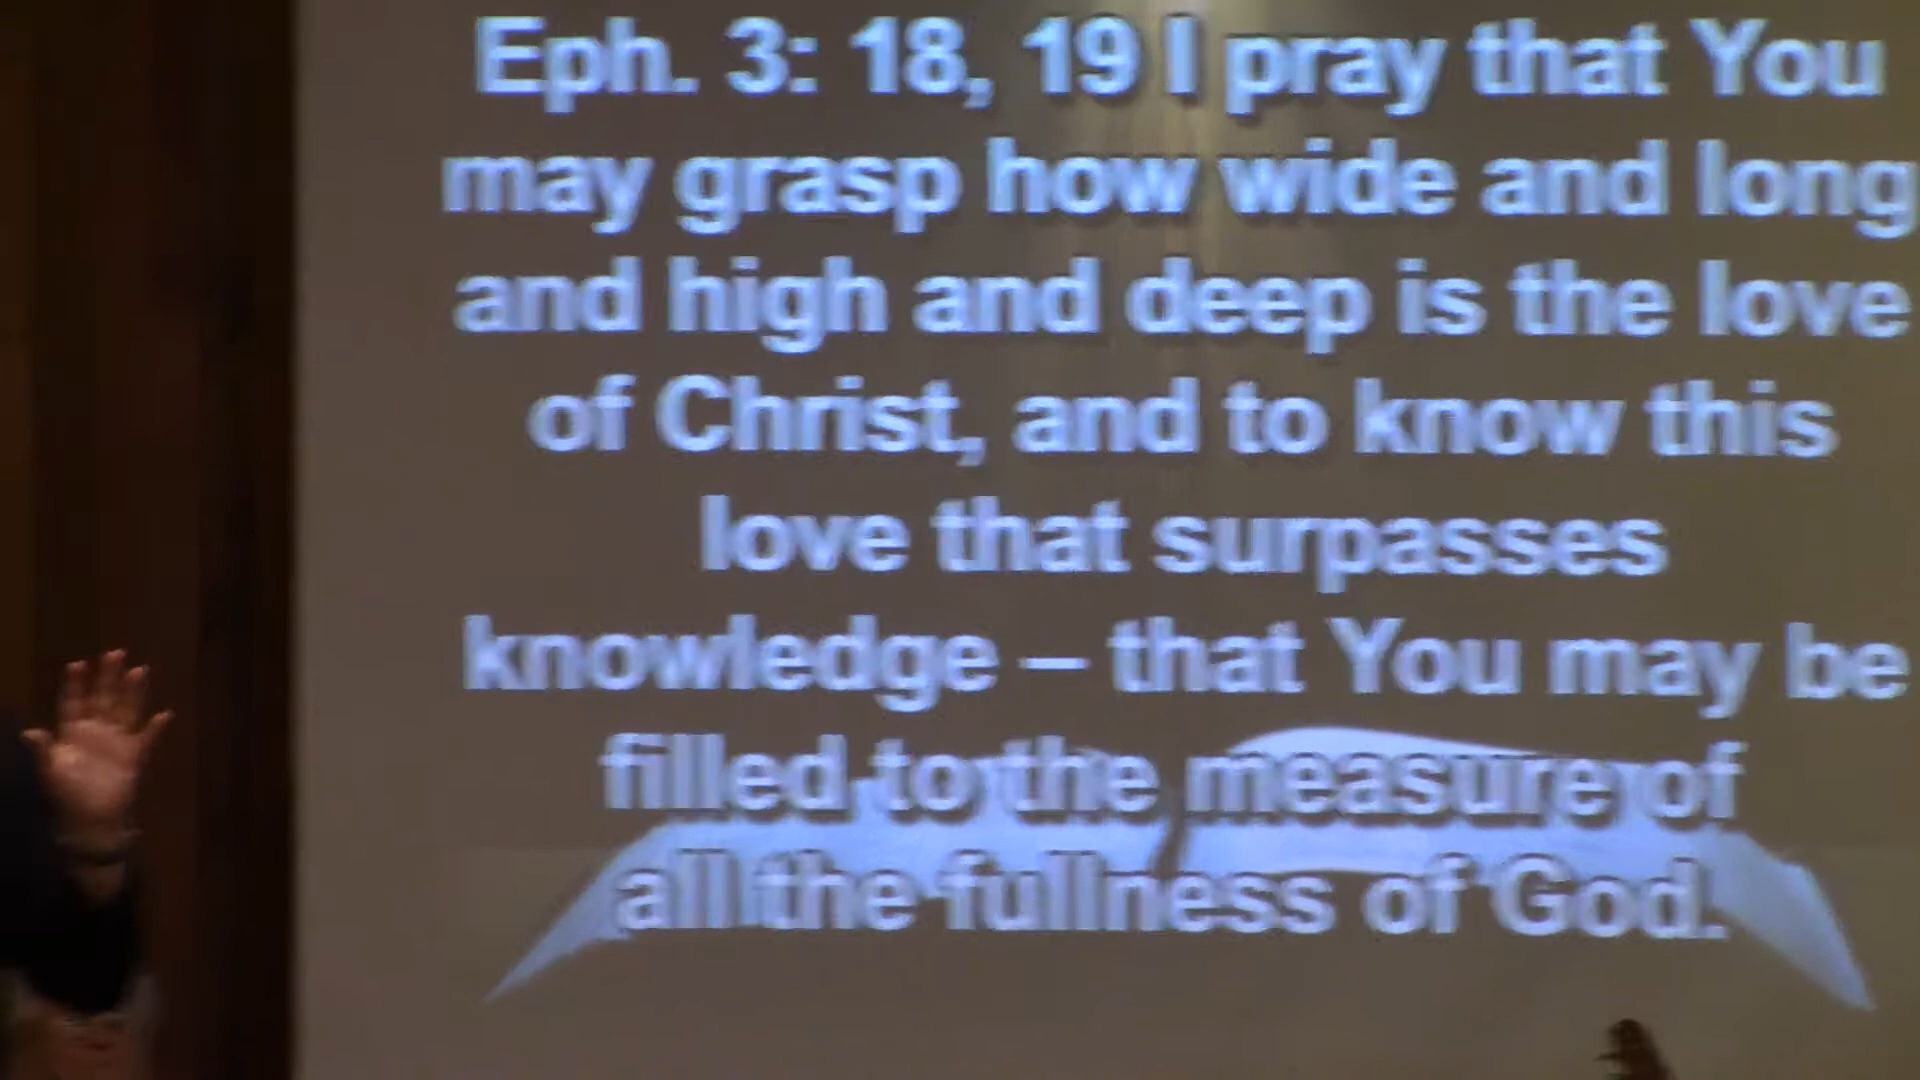 Eph. 3: 18, 19 I pray that You
may grasp how wide and long
and high and deep is the love
of Christ, and to know this
love that surpasses
knowledge – that You may be
filled to the measure of
all the fullness of God.